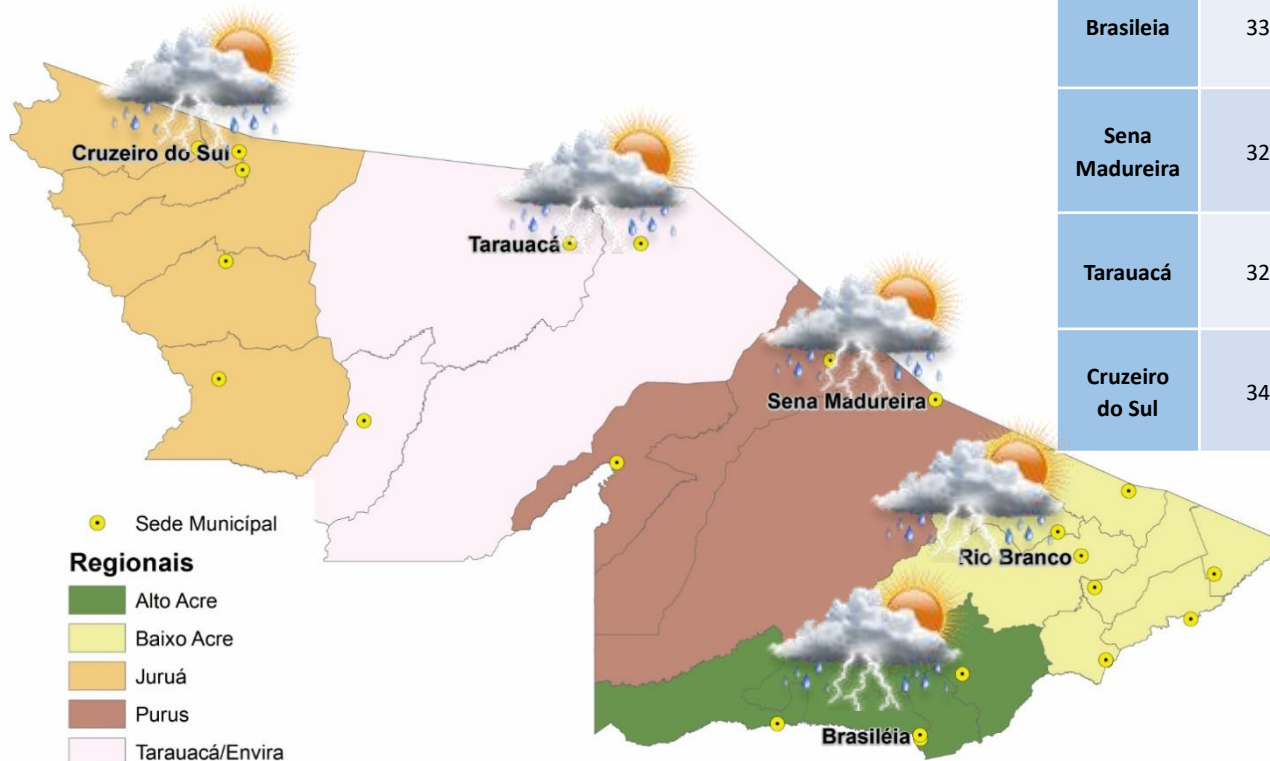 Cruzeiro do Sul
Tarauacá
Sena Madureira
Rio Branco
Brasiléia
Sede Municípal
Regionais
Alto Acre
Baixo Acre
Juruá
Purus
Tarauacá/Envira
Brasileia 33
Sena
Madureira 32
Tarauacá 32
Cruzeiro
do Sul 34